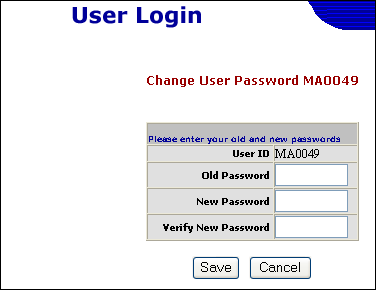 User Login
Change User Password MA0049
Please enter your old and new passwords
User ID MA0049
Old Password
New Password
Verify New Password
Save Cancel